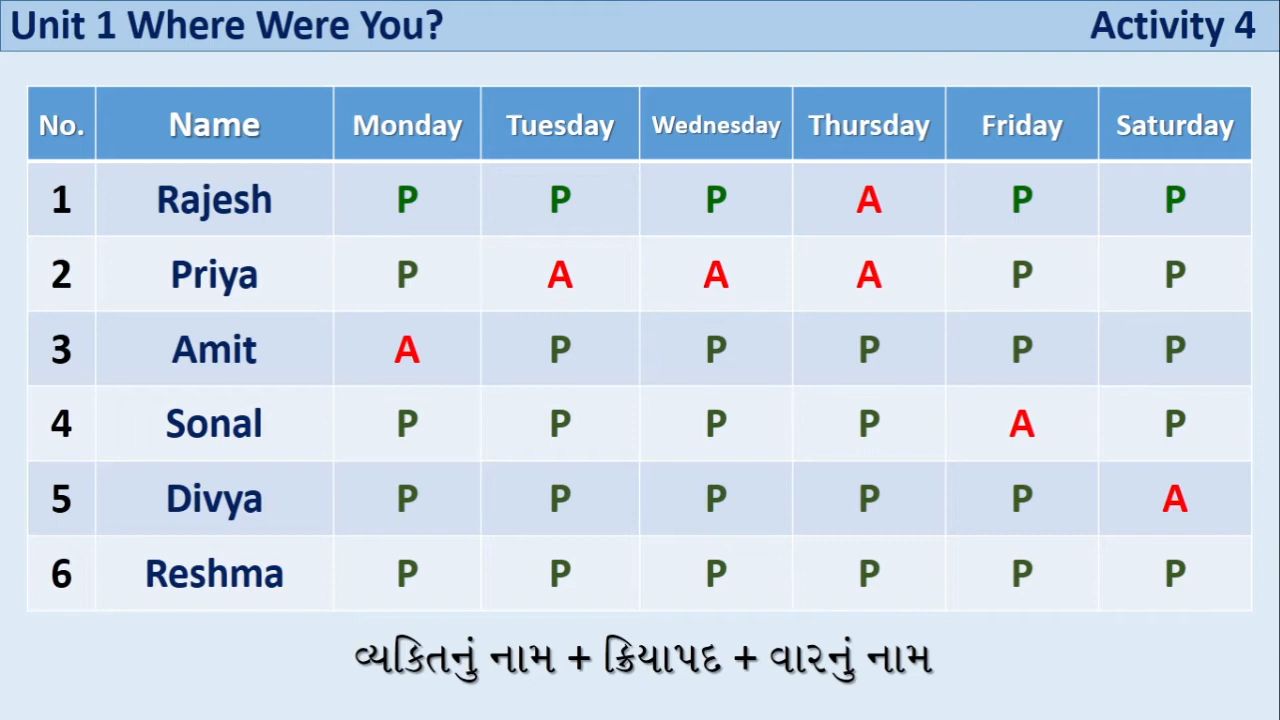 Unit 1 Where Were You? Activity 4
No. Name Monday Tuesday Wednesday Thursday Friday Saturday
1 Rajesh P P P A P P
2 Priya P A A A P P
3 Amit A P P P P P
4 Sonal P P P P A P
5 Divya P P P P P A
6 Reshma P P P P P P
વ્યકિતનું નામ + ક્રિયાપદ + વારનું નામ